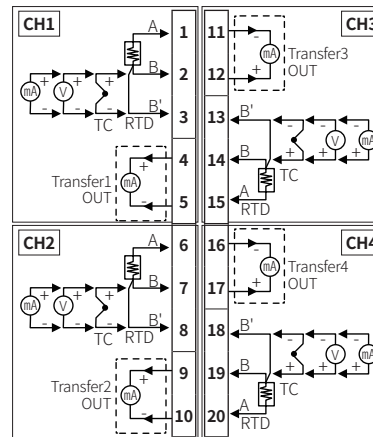 CH1
A
B
B'
+ + +
mA V
- - -
TC RTD
1
2
3
Transfer1
OUT
+
mA
-
4
5
11
12
-
mA
+
Transfer3
OUT
CH3
13
14
15
B'
B
A
- - -
V mA
+ + +
TC
RTD
CH2
A
B
B'
+ + +
mA V
- - -
TC RTD
6
7
8
Transfer2
OUT
+
mA
-
9
10
16
17
-
mA
+
Transfer4
OUT
CH4
18
19
20
B'
B
A
- - -
V mA
+ + +
TC
RTD